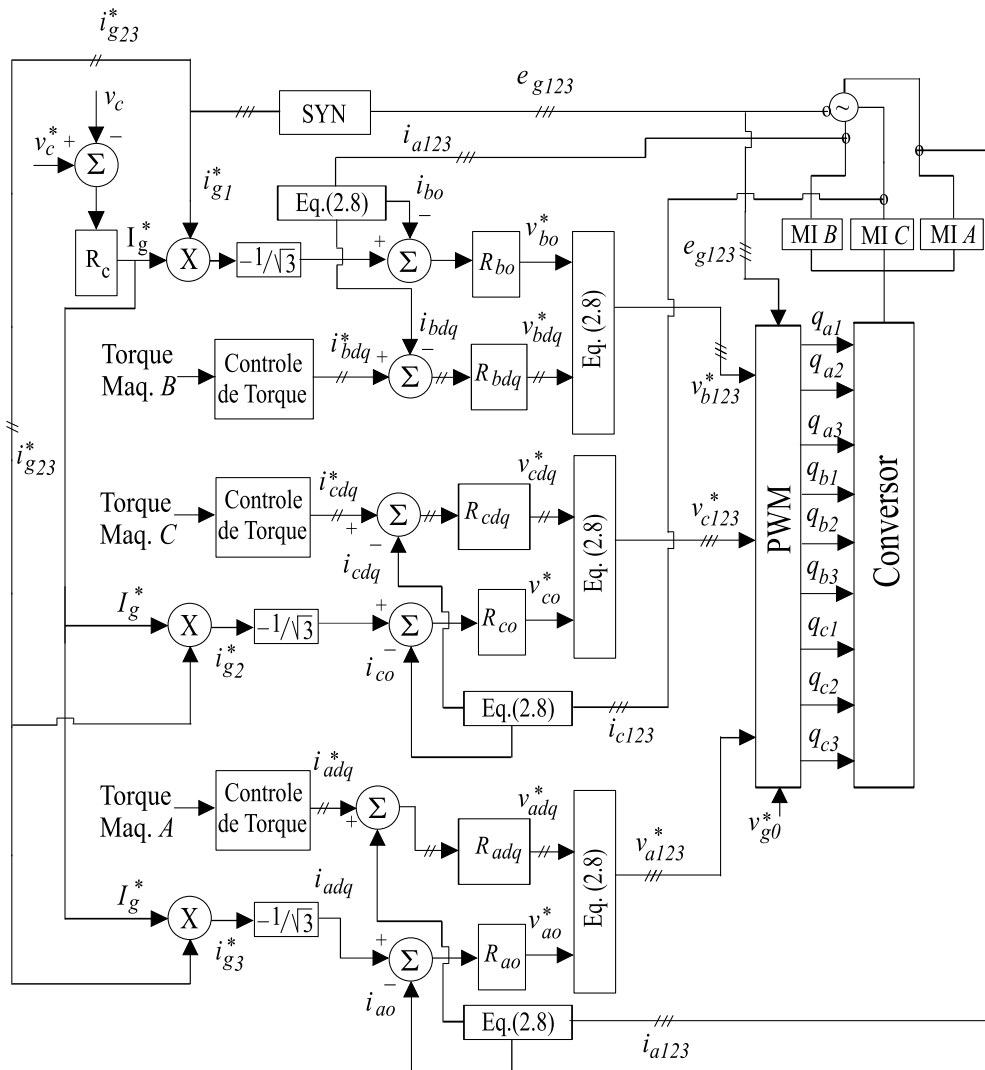 i*g23
vc
−
v*c +
Σ
Rc
I*g
i*g1
X
−1/√3
SYN
eg123
~
ia123
Eq.(2.8)
ibo
−
+
Σ
Rbo
v*bo
MI B
MI C
MI A
eg123
ibdq
−
Torque
Maq. B
Controle
de Torque
i*bdq
+
Σ
Rbdq
v*bdq
Eq. (2.8)
v*b123
i*g23
Torque
Maq. C
Controle
de Torque
i*cdq
+
−
Σ
icdq
Rcdq
v*cdq
Eq. (2.8)
v*c123
I*g
X
i*g2
−1/√3
+
Σ
−
ico
Rco
v*co
Eq.(2.8)
ic123
PWM
v*g0
qa1
qa2
qa3
qb1
qb2
qb3
qc1
qc2
qc3
Conversor
Torque
Maq. A
Controle
de Torque
i*adq
+
Σ
Radq
v*adq
Eq. (2.8)
v*a123
I*g
X
i*g3
−1/√3
iadq
+
Σ
−
iao
Rao
v*ao
Eq.(2.8)
ia123